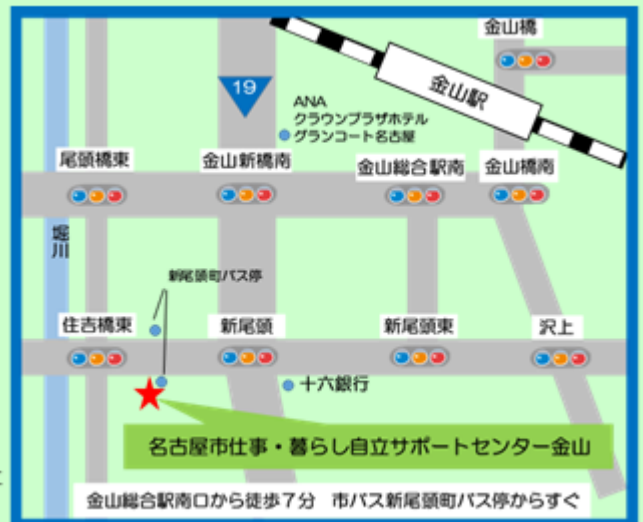 金山橋
金山駅
19
ANA
クラウンプラザホテル
グランコート名古屋
尾頭橋東
金山新橋南
金山総合駅南
金山橋南
堀川
新尾頭町バス停
住吉橋東
新尾頭
新尾頭東
沢上
十六銀行
名古屋市仕事・暮らし自立サポートセンター金山
金山総合駅南口から徒歩７分　市バス新尾頭町バス停からすぐ